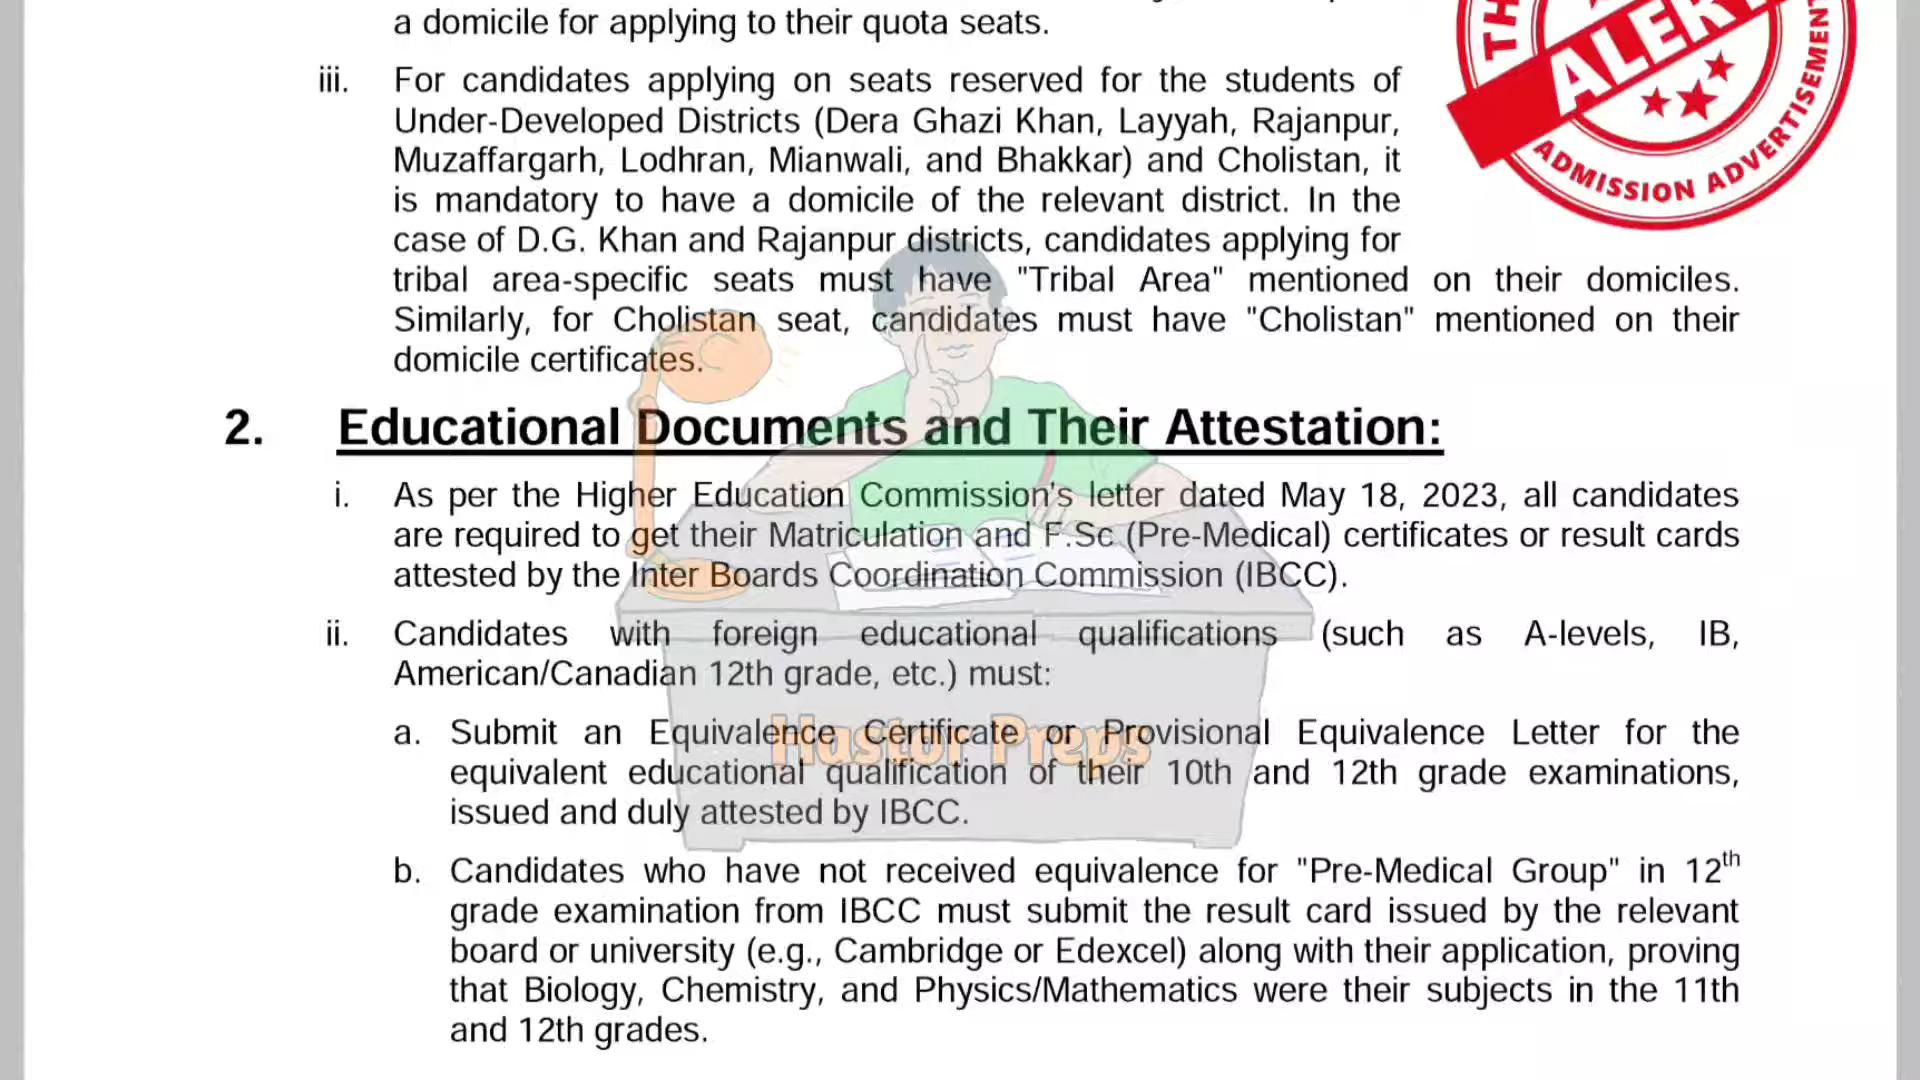 a domicile for applying to their quota seats.
iii. For candidates applying on seats reserved for the students of
Under-Developed Districts (Dera Ghazi Khan, Layyah, Rajanpur,
Muzaffargarh, Lodhran, Mianwali, and Bhakkar) and Cholistan, it
is mandatory to have a domicile of the relevant district. In the
case of D.G. Khan and Rajanpur districts, candidates applying for
tribal area-specific seats must have "Tribal Area" mentioned on their domiciles.
Similarly, for Cholistan seat, candidates must have "Cholistan" mentioned on their
domicile certificates.
2. Educational Documents and Their Attestation:
i. As per the Higher Education Commission's letter dated May 18, 2023, all candidates
are required to get their Matriculation and F.Sc (Pre-Medical) certificates or result cards
attested by the Inter Boards Coordination Commission (IBCC).
ii. Candidates with foreign educational qualifications (such as A-levels, IB,
American/Canadian 12th grade, etc.) must:
a. Submit an Equivalence Certificate or Provisional Equivalence Letter for the
equivalent educational qualification of their 10th and 12th grade examinations,
issued and duly attested by IBCC.
b. Candidates who have not received equivalence for "Pre-Medical Group" in 12th
grade examination from IBCC must submit the result card issued by the relevant
board or university (e.g., Cambridge or Edexcel) along with their application, proving
that Biology, Chemistry, and Physics/Mathematics were their subjects in the 11th
and 12th grades.
ALERT
ADMISSION ADVERTISEMENT
Hastor Preps